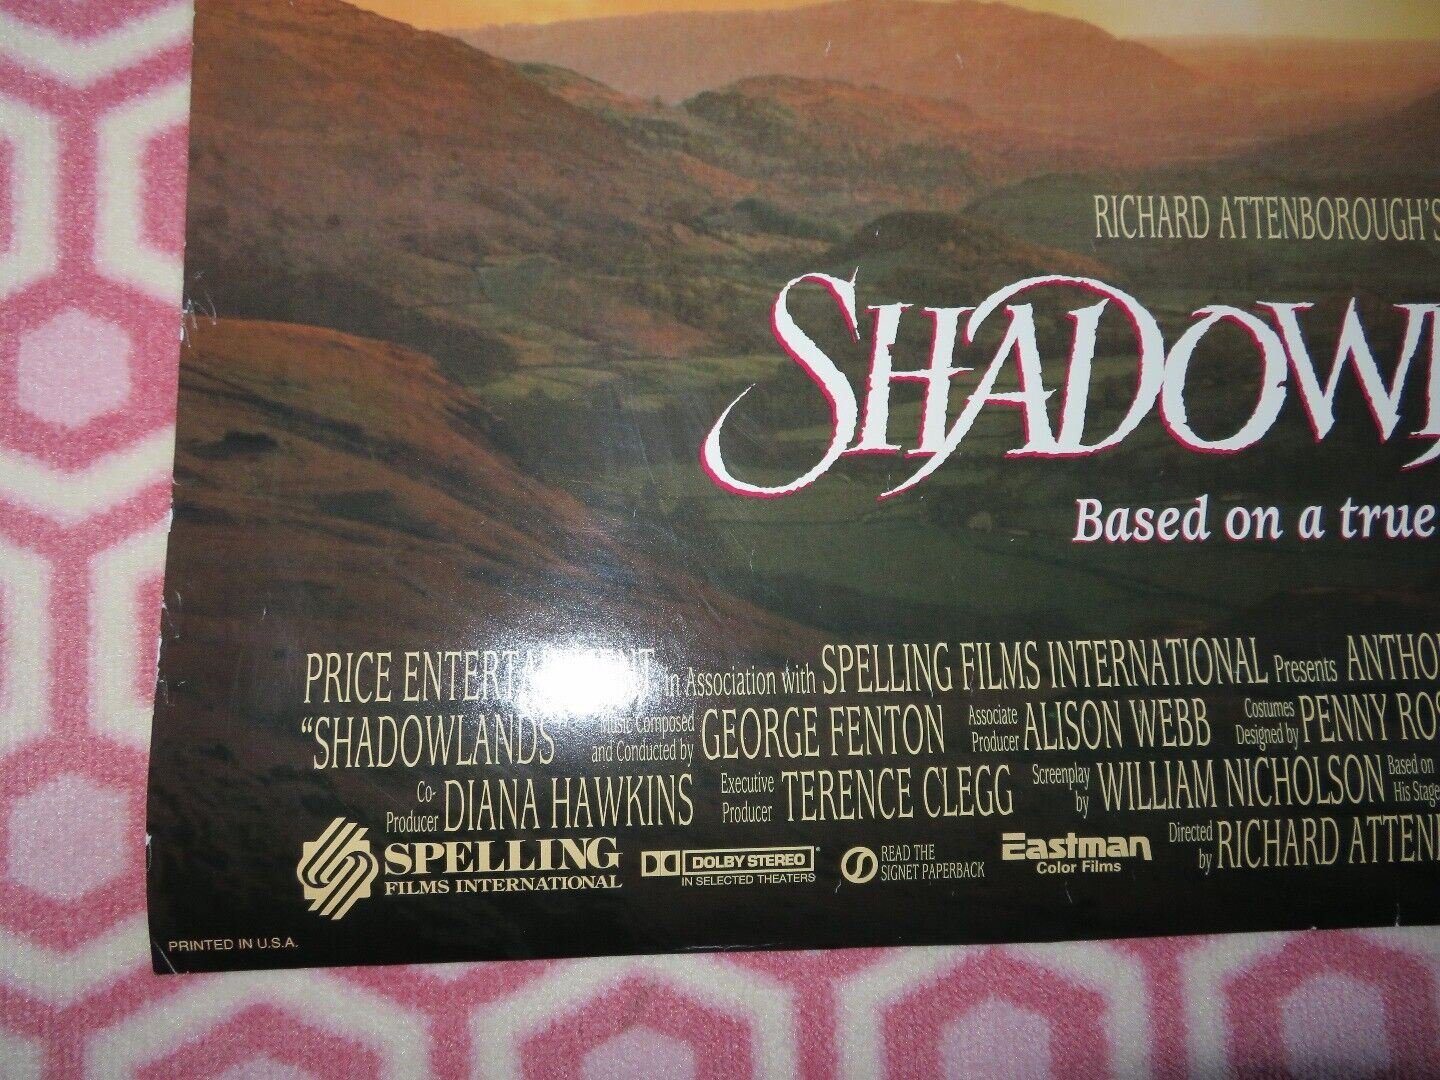 RICHARD ATTENBOROUGH'S
SHADOW
Based on a true
PRICE in Association with SPELLING FILMS INTERNATIONAL Presents ANTHO
"SHADOWLANDS" Music Composed and Conducted by GEORGE FENTON Associate Producer ALISON WEBB Costumes Designed by PENNY ROS
Co-Producer DIANA HAWKINS Executive Producer TERENCE CLEGG Screenplay by WILLIAM NICHOLSON Based on His Stage
Directed by RICHARD ATTEN
SPELLING
FILMS INTERNATIONAL
DOLBY STEREO
IN SELECTED THEATERS
READ THE
SIGNET PAPERBACK
Eastman
Color Films
PRINTED IN U.S.A.